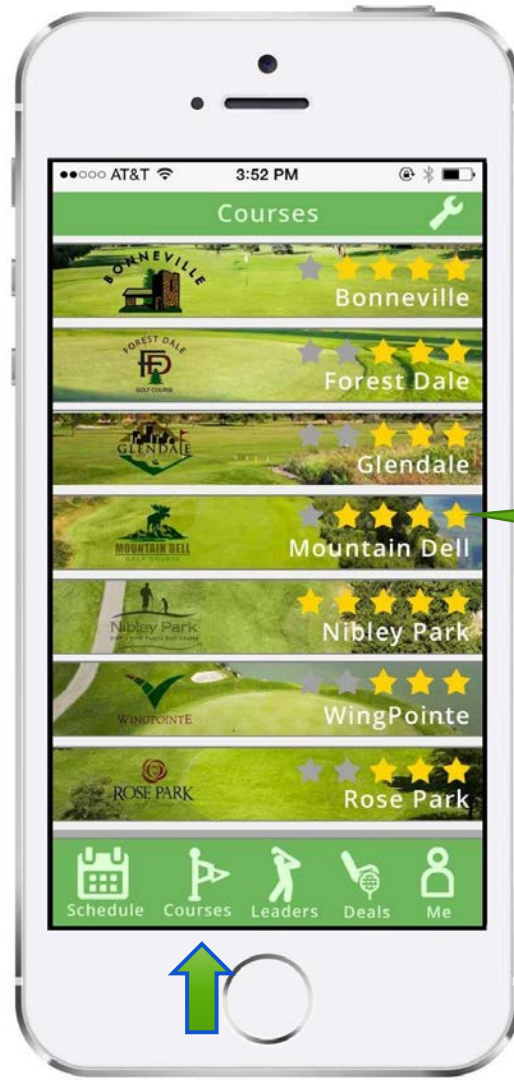 AT&T 3:52 PM
Courses
BONNEVILLE
Bonneville
FOREST DALE
FD
GOLF COURSE
Forest Dale
GLENDALE
Glendale
MOUNTAIN DELL
GOLF COURSE
Mountain Dell
Nibley Park
Nibley Park
WINGPOINTE
WingPointe
ROSE PARK
Rose Park
Schedule Courses Leaders Deals Me